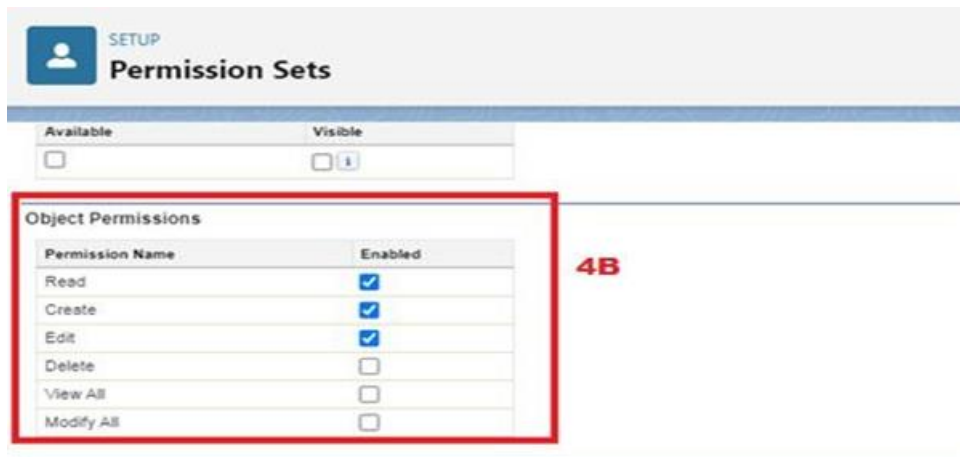 SETUP
Permission Sets
Available Visible
i
Object Permissions
Permission Name Enabled
4B
Read
Create
Edit
Delete
View All
Modify All